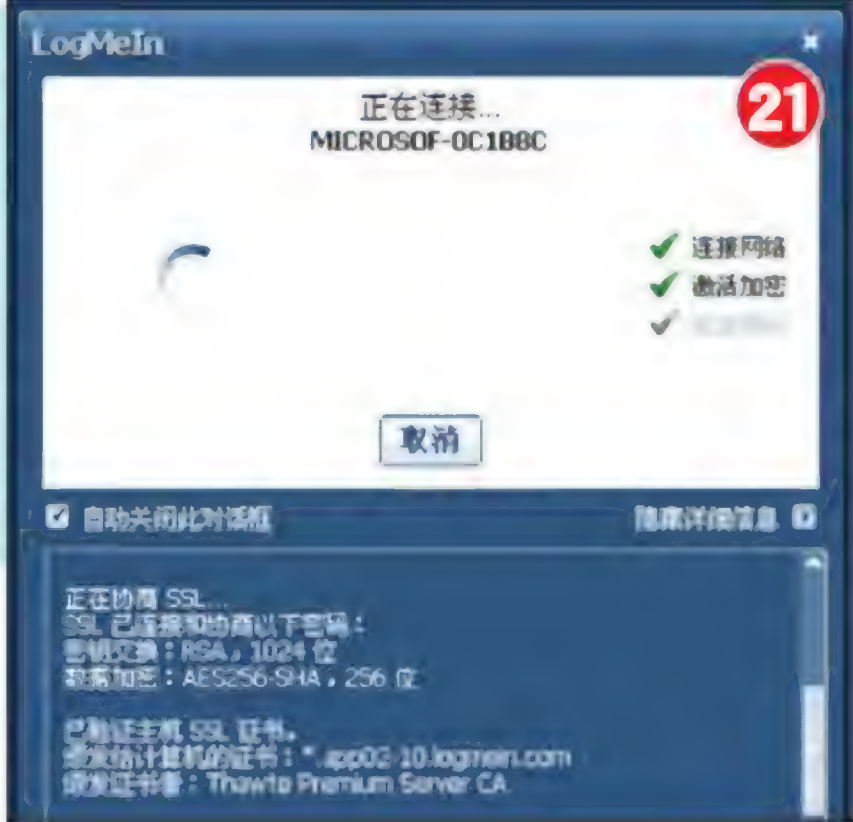 LogMeIn
21
正在连接...
MICROSOF-0C1B8C
连接网络
激活加密
取消
自动关闭此对话框
隐藏详细信息
正在协商 SSL...
SSL 已连接和协商以下密码：
密钥交换：RSA，1024 位
数据加密：AES256-SHA，256 位
已验证主机 SSL 证书。
颁发给计算机的证书：*.app02-10.logmein.com
颁发证书者：Thawte Premium Server CA